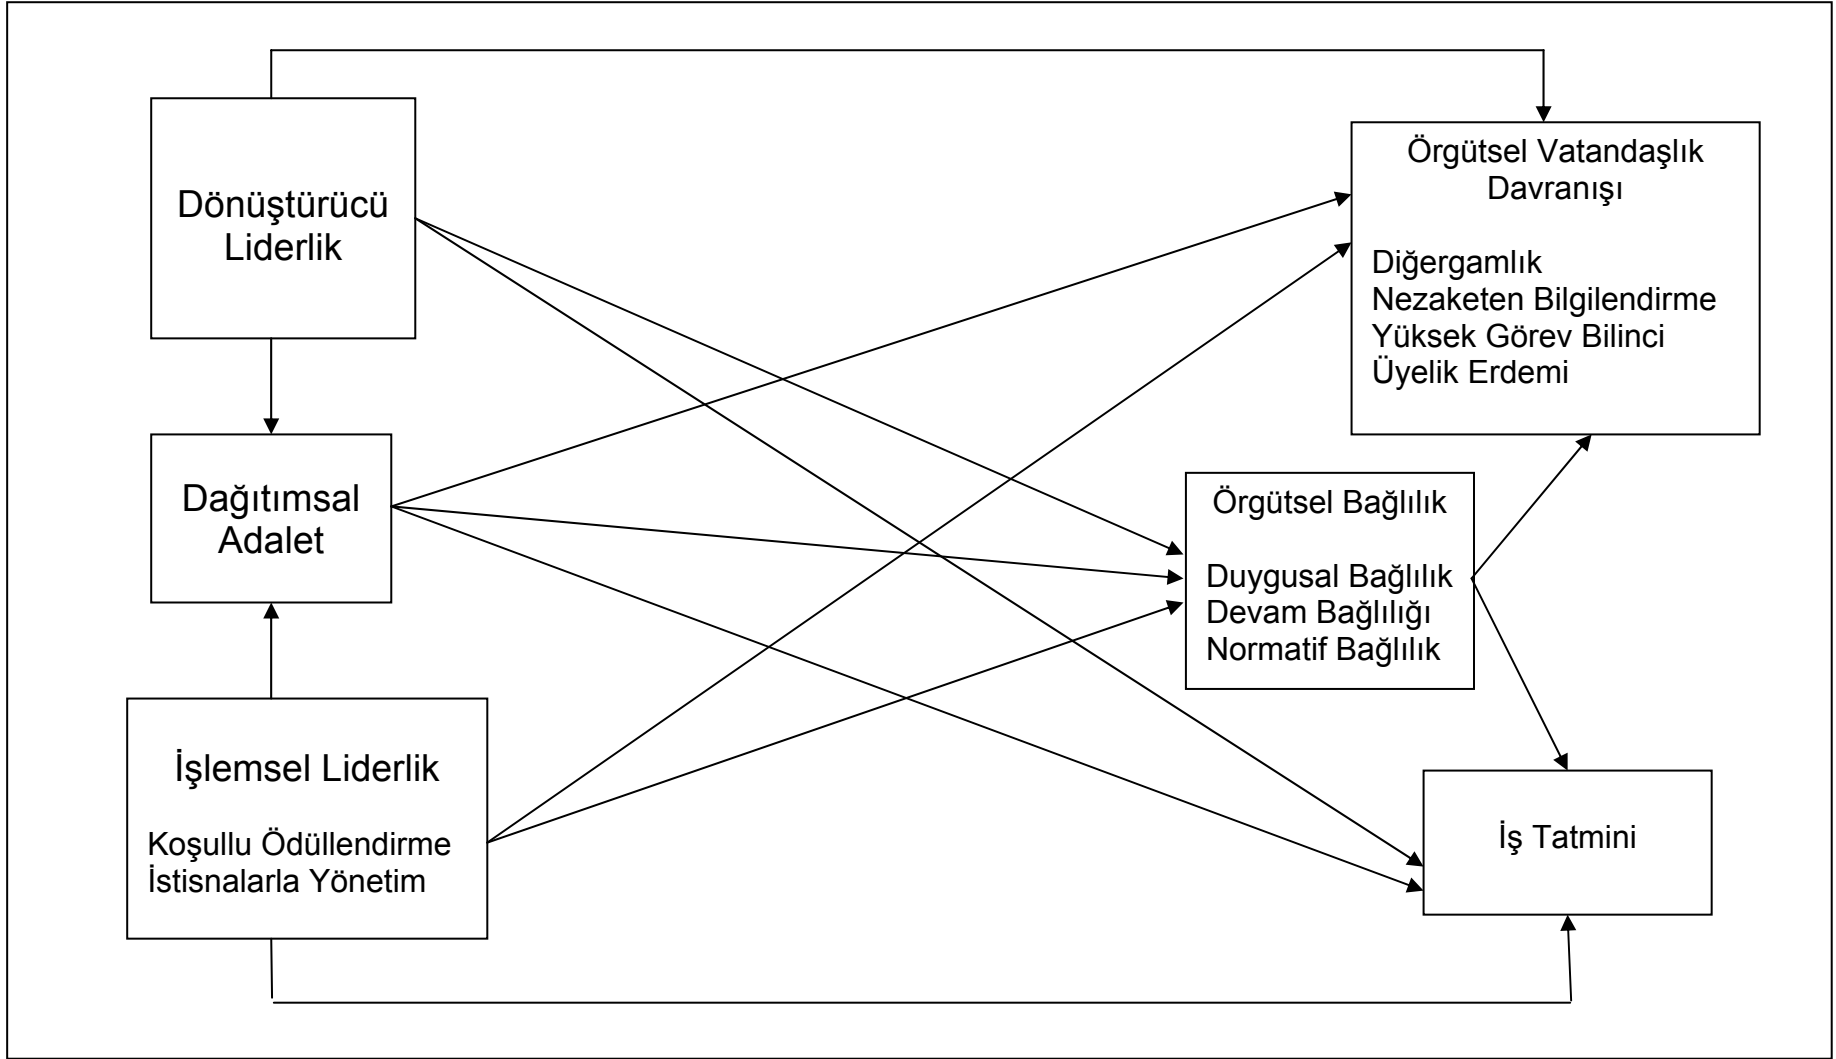 Dönüştürücü
Liderlik
Dağıtımsal
Adalet
İşlemsel Liderlik
Koşullu Ödüllendirme
İstisnalarla Yönetim
Örgütsel Vatandaşlık
Davranışı
Diğergamlık
Nezaketen Bilgilendirme
Yüksek Görev Bilinci
Üyelik Erdemi
Örgütsel Bağlılık
Duygusal Bağlılık
Devam Bağlılığı
Normatif Bağlılık
İş Tatmini